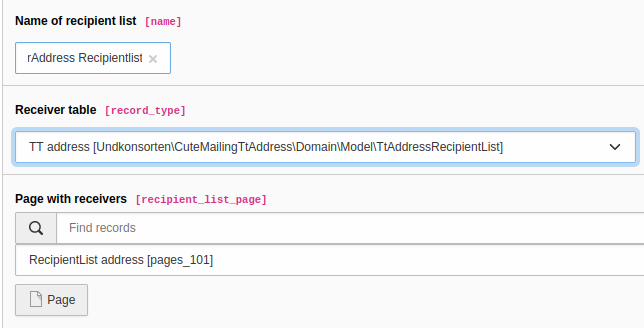 Name of recipient list [name]
rAddress Recipientlist
Receiver table [record_type]
TT address [Undkonsorten\CuteMailingTtAddress\Domain\Model\TtAddressRecipientList]
Page with receivers [recipient_list_page]
Find records
RecipientList address [pages_101]
Page